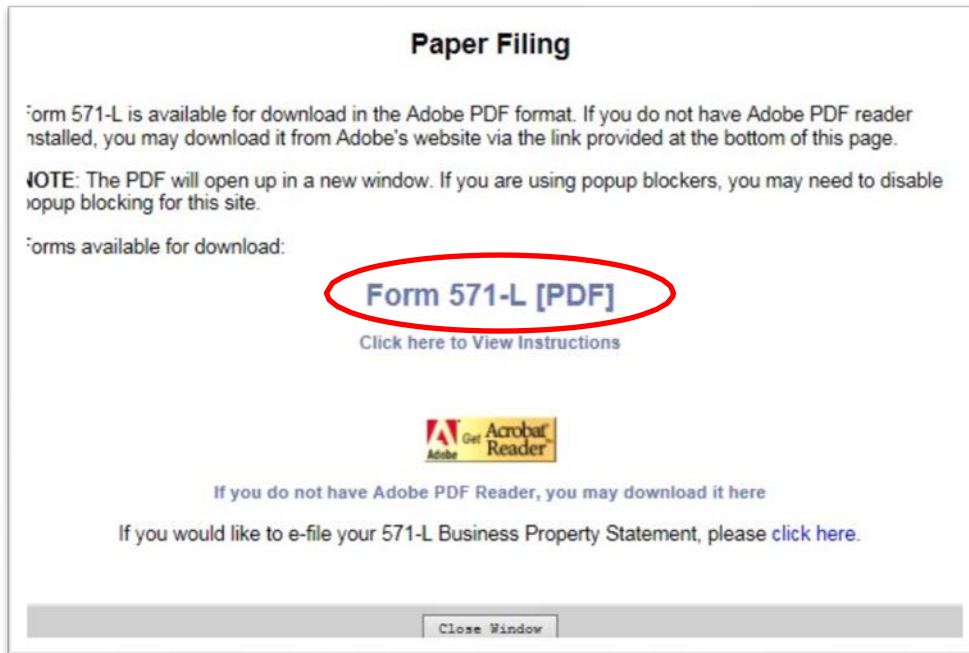 Paper Filing
Form 571-L is available for download in the Adobe PDF format. If you do not have Adobe PDF reader
installed, you may download it from Adobe's website via the link provided at the bottom of this page.
NOTE: The PDF will open up in a new window. If you are using popup blockers, you may need to disable
popup blocking for this site.
Forms available for download:
Form 571-L [PDF]
Click here to View Instructions
Adobe Get Acrobat Reader
If you do not have Adobe PDF Reader, you may download it here
If you would like to e-file your 571-L Business Property Statement, please click here.
Close Window